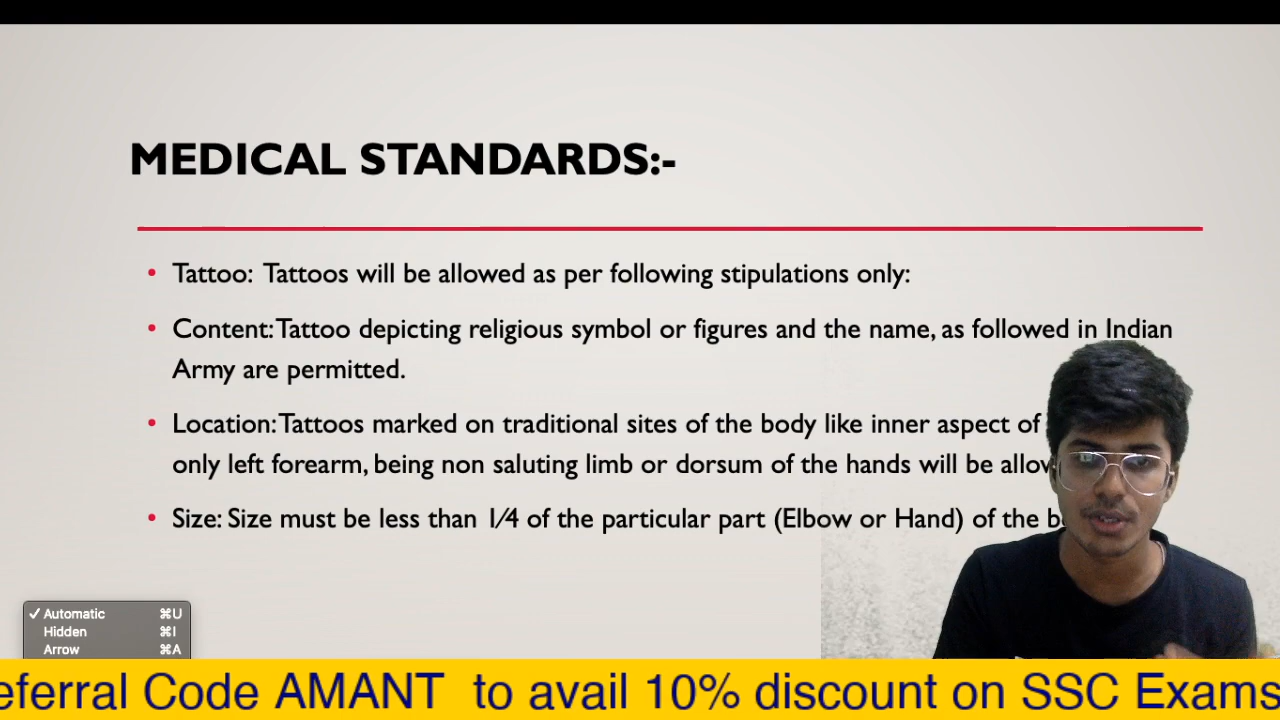 MEDICAL STANDARDS:-
• Tattoo: Tattoos will be allowed as per following stipulations only:
• Content: Tattoo depicting religious symbol or figures and the name, as followed in Indian
Army are permitted.
• Location: Tattoos marked on traditional sites of the body like inner aspect of
only left forearm, being non saluting limb or dorsum of the hands will be
• Size: Size must be less than 1/4 of the particular part (Elbow or Hand) of the
✓ Automatic ⌘U
Hidden ⌘I
Arrow ⌘A
Code AMANT to avail 10% discount on SSC Exams